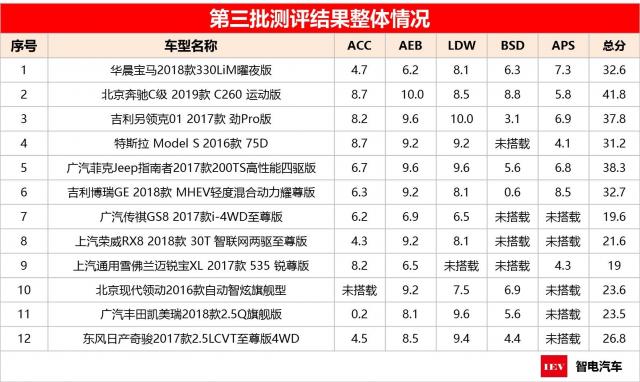 第三批测评结果整体情况
序号 车型名称 ACC AEB LDW BSD APS 总分
1 华晨宝马2018款330LiM曜夜版 4.7 6.2 8.1 6.3 7.3 32.6
2 北京奔驰C级 2019款 C260 运动版 8.7 10.0 8.5 8.8 5.8 41.8
3 吉利另领克01 2017款 劲Pro版 8.2 9.6 10.0 3.1 6.9 37.8
4 特斯拉 Model S 2016款 75D 8.7 9.2 9.2 未搭载 4.1 31.2
5 广汽菲克Jeep指南者2017款200TS高性能四驱版 6.7 9.6 9.6 5.6 6.8 38.3
6 吉利博瑞GE 2018款 MHEV轻度混合动力耀尊版 6.3 9.2 8.1 0.6 8.5 32.7
7 广汽传祺GS8 2017款i-4WD至尊版 6.2 6.9 6.5 未搭载 未搭载 19.6
8 上汽荣威RX8 2018款 30T 智联网两驱至尊版 4.3 9.2 8.1 未搭载 未搭载 21.6
9 上汽通用雪佛兰迈锐宝XL 2017款 535 锐尊版 8.2 6.5 未搭载 未搭载 4.3 19
10 北京现代领动2016款自动智炫旗舰型 未搭载 9.2 7.5 6.9 未搭载 23.6
11 广汽丰田凯美瑞2018款2.5Q旗舰版 0.2 8.1 9.6 5.6 未搭载 23.5
12 东风日产奇骏2017款2.5LCVT至尊版4WD 4.5 8.5 9.4 4.4 未搭载 26.8
IEV 智电汽车